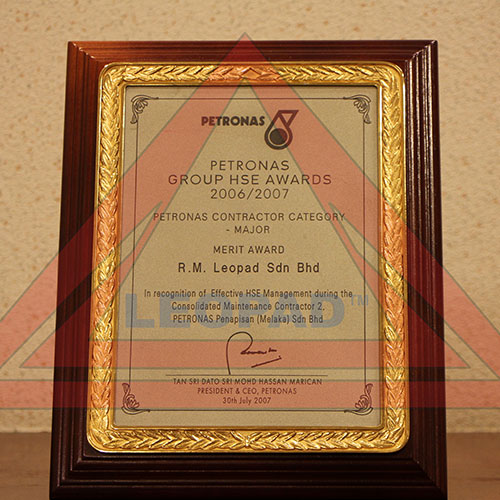 PETRONAS
PETRONAS
GROUP HSE AWARDS
2006/2007
PETRONAS CONTRACTOR CATEGORY
- MAJOR
MERIT AWARD
R.M. Leopad Sdn Bhd
In recognition of Effective HSE Management during the
Consolidated Maintenance Contractor 2,
PETRONAS Penapisan (Melaka) Sdn Bhd
LEOPAD™
TAN SRI DATO SRI MOHD HASSAN MARICAN
PRESIDENT & CEO, PETRONAS
30th July 2007